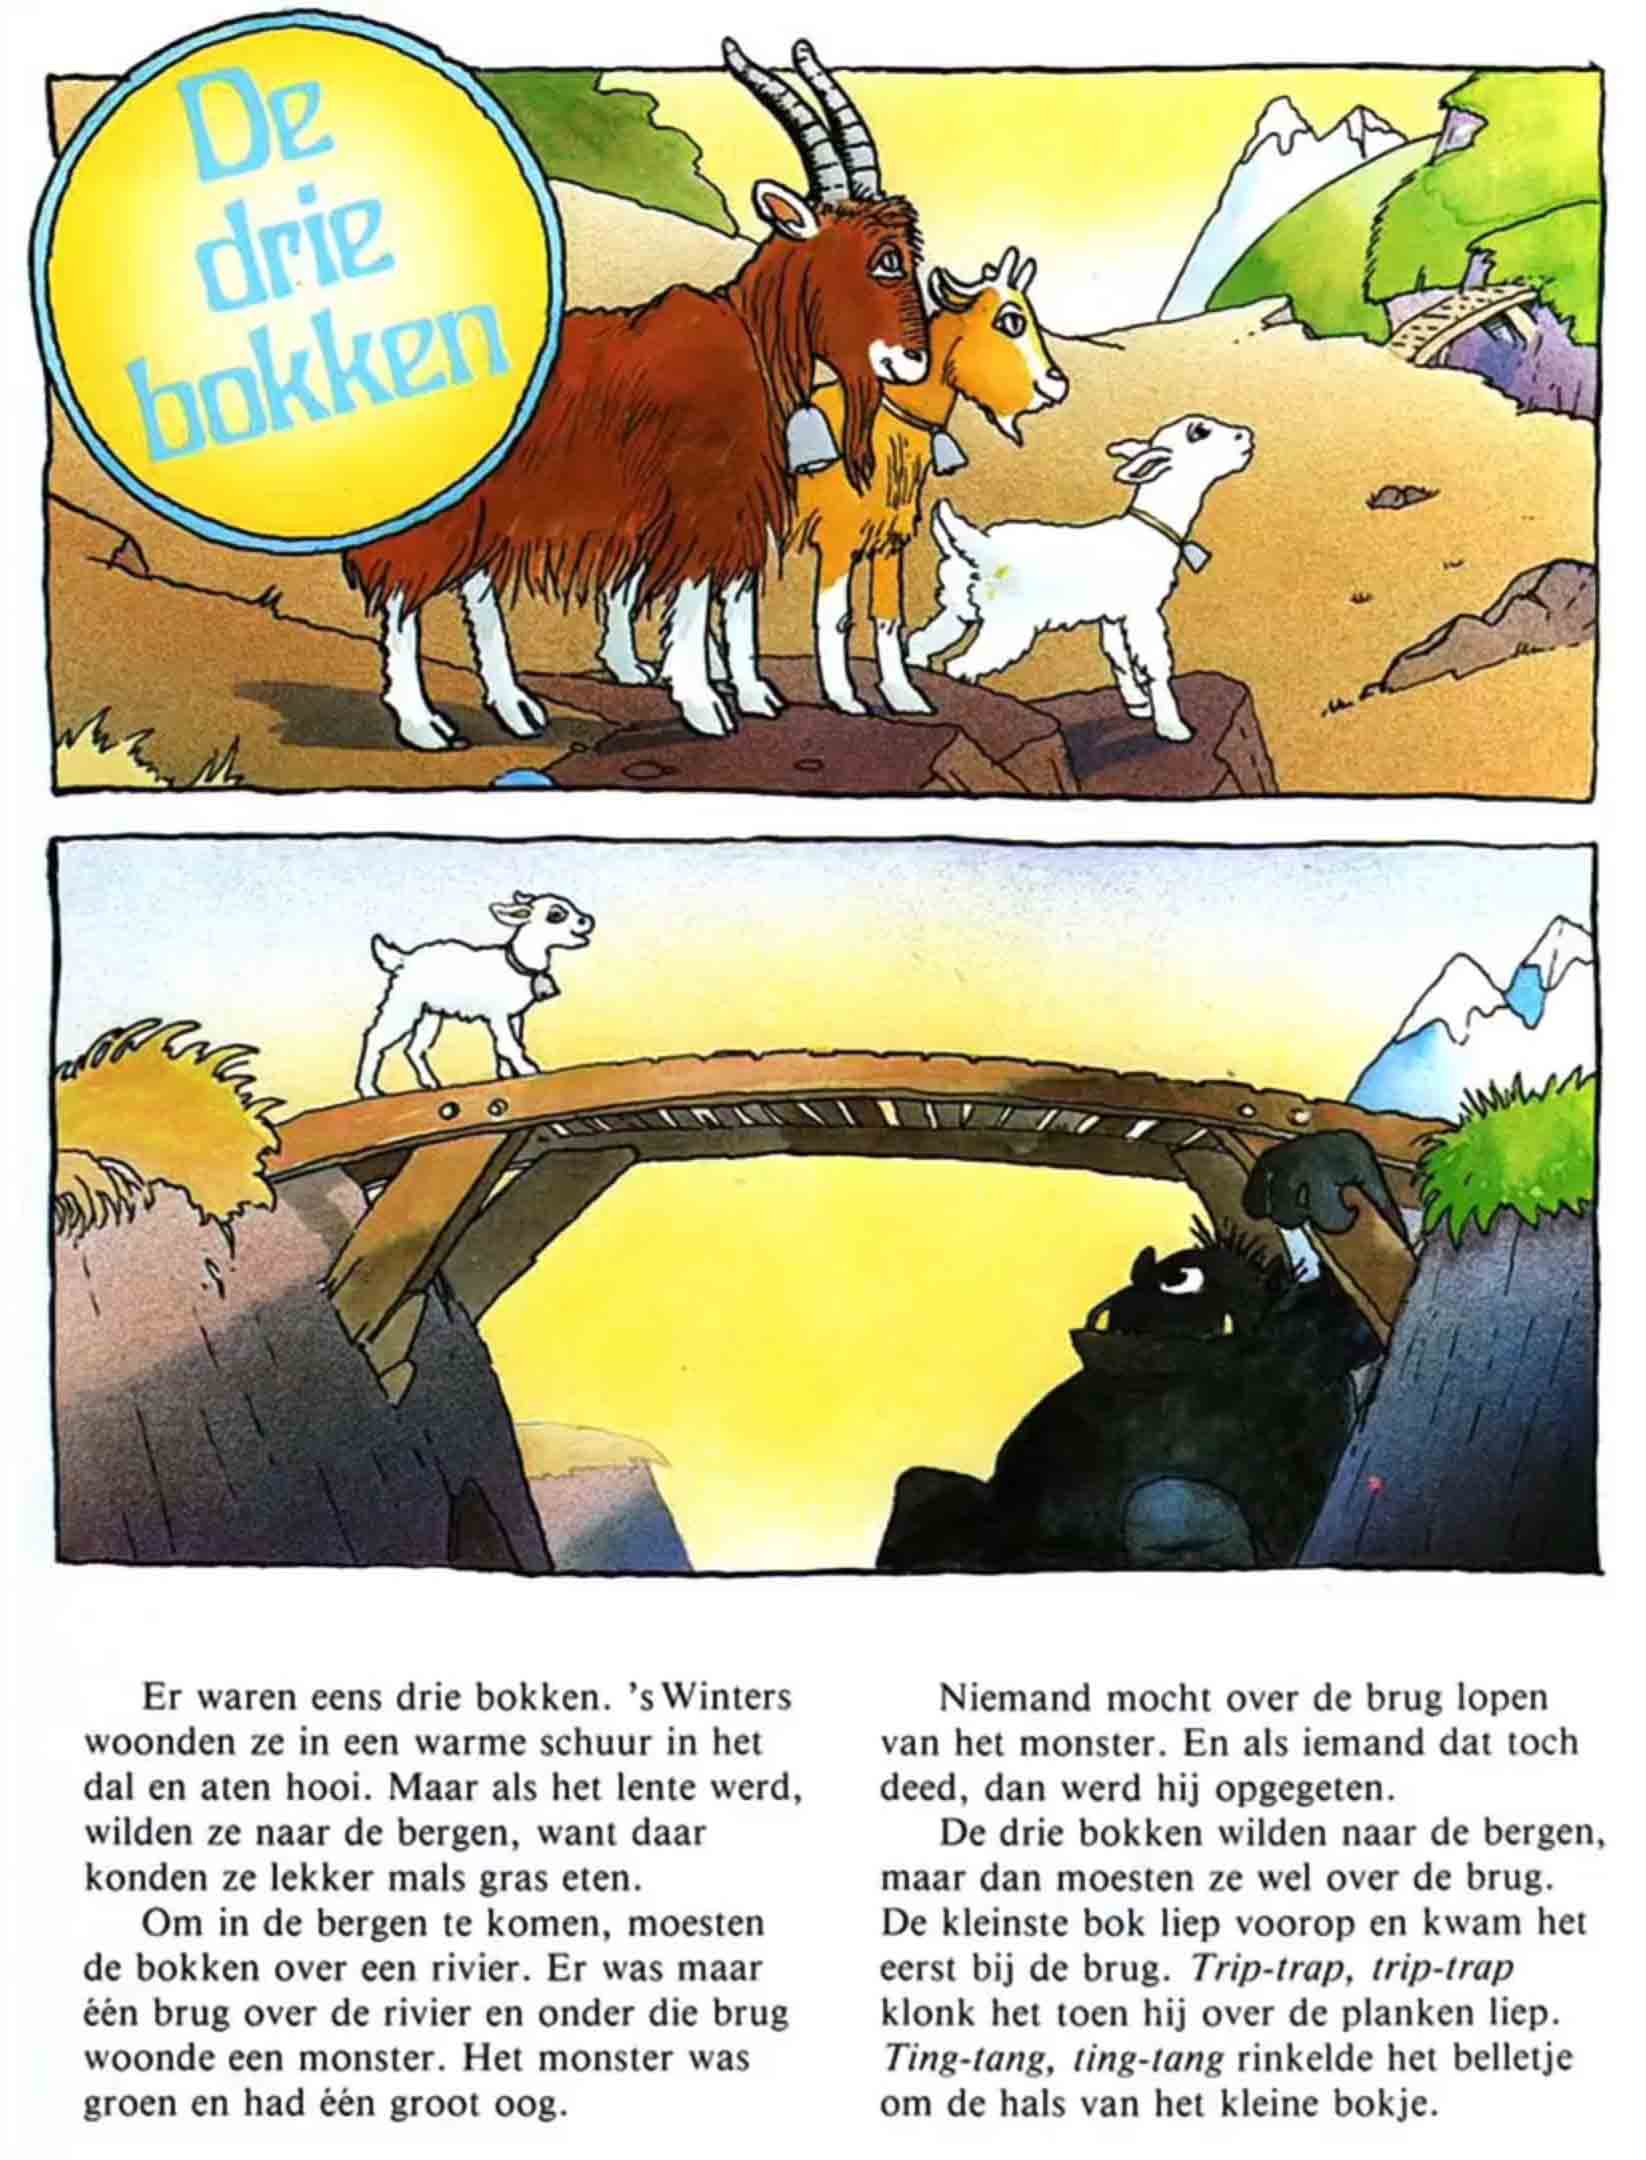 De
drie
bokken
Er waren eens drie bokken. 's Winters
woonden ze in een warme schuur in het
dal en aten hooi. Maar als het lente werd,
wilden ze naar de bergen, want daar
konden ze lekker mals gras eten.
Om in de bergen te komen, moesten
de bokken over een rivier. Er was maar
één brug over de rivier en onder die brug
woonde een monster. Het monster was
groen en had één groot oog.
Niemand mocht over de brug lopen
van het monster. En als iemand dat toch
deed, dan werd hij opgegeten.
De drie bokken wilden naar de bergen,
maar dan moesten ze wel over de brug.
De kleinste bok liep voorop en kwam het
eerst bij de brug. Trip-trap, trip-trap
klonk het toen hij over de planken liep.
Ting-tang, ting-tang rinkelde het belletje
om de hals van het kleine bokje.